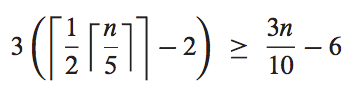 3 (⌈1/2 ⌈n/5⌉⌉ − 2) ≥ 3n/10 − 6